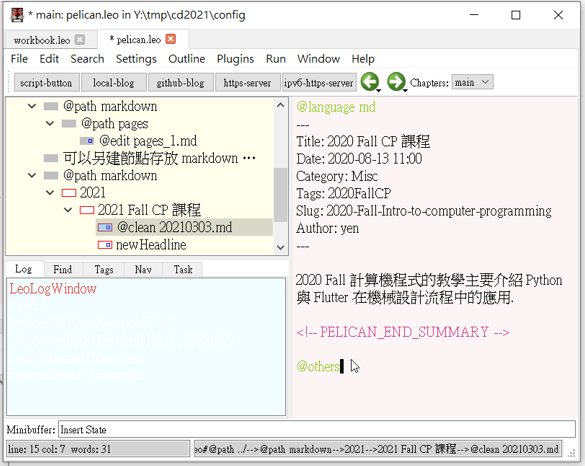 * main: pelican.leo in Y:\tmp\cd2021\config
workbook.leo * pelican.leo
File Edit Search Settings Outline Plugins Run Window Help
script-button local-blog github-blog https-server ipv6-https-server Chapters: main
@path markdown
@path pages
@edit pages_1.md
可以另建節點存放 markdown ···
@path markdown
2021
2021 Fall CP 課程
@clean 20210303.md
newHeadline
Log Find Tags Nav Task
LeoLogWindow
@language md
---
Title: 2020 Fall CP 課程
Date: 2020-08-13 11:00
Category: Misc
Tags: 2020FallCP
Slug: 2020-Fall-Intro-to-computer-programming
Author: yen
---
2020 Fall 計算機程式的教學主要介紹 Python
與 Flutter 在機械設計流程中的應用.
<!-- PELICAN_END_SUMMARY -->
@others
Minibuffer: Insert State
line: 15 col: 7 words: 31 leo#@path ../-->@path markdown-->2021-->2021 Fall CP 課程-->@clean 20210303.md